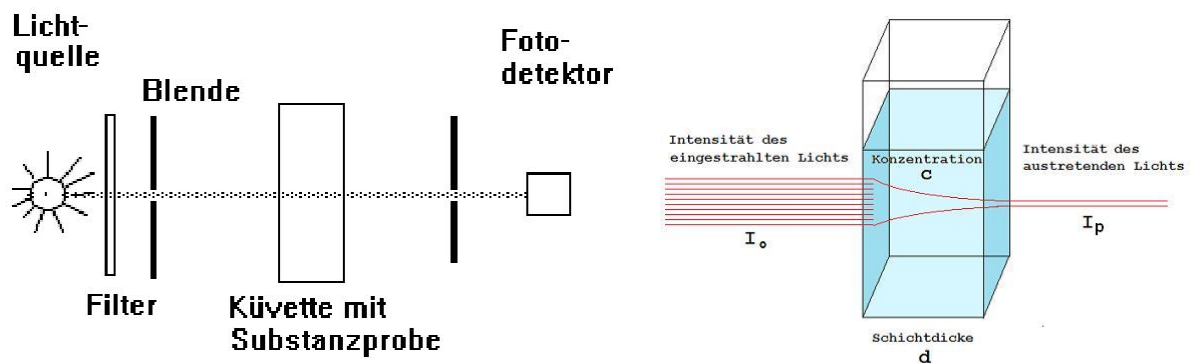 Licht-
quelle
Blende
Foto-
detektor
Filter
Küvette mit
Substanzprobe
Intensität des
eingestrahlten Lichts
Konzentration
C
Intensität des
austretenden Lichts
Io
Ip
Schichtdicke
d